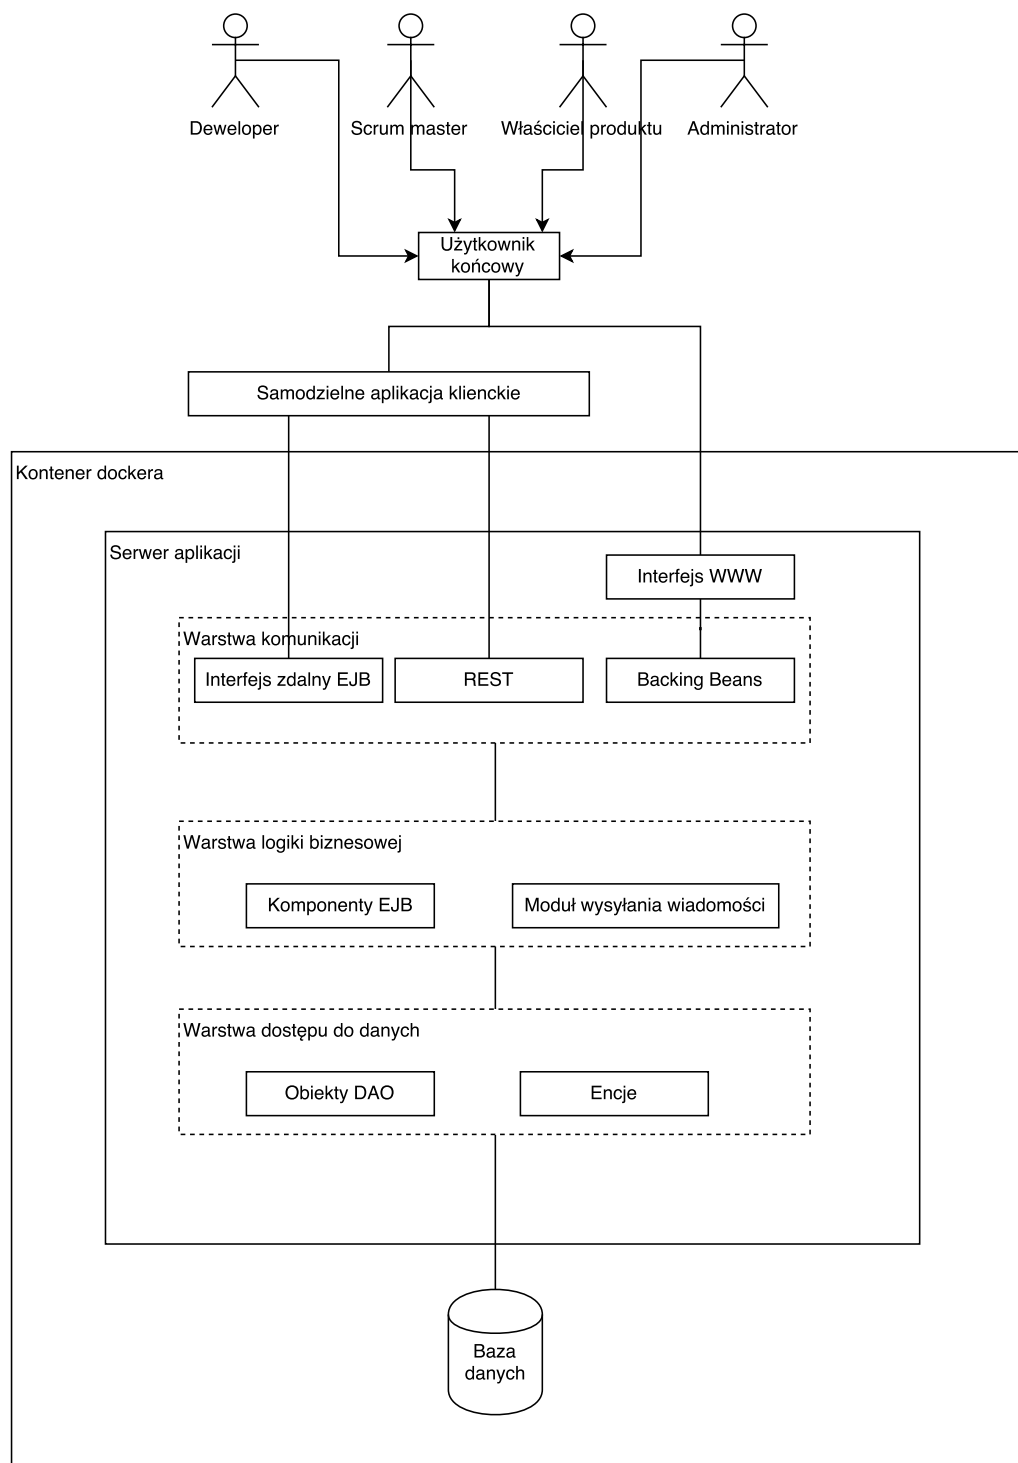 Deweloper
Scrum master
Właściciel produktu
Administrator
Użytkownik
końcowy
Samodzielne aplikacja klienckie
Kontener dockera
Serwer aplikacji
Interfejs WWW
Warstwa komunikacji
Interfejs zdalny EJB
REST
Backing Beans
Warstwa logiki biznesowej
Komponenty EJB
Moduł wysyłania wiadomości
Warstwa dostępu do danych
Obiekty DAO
Encje
Baza
danych